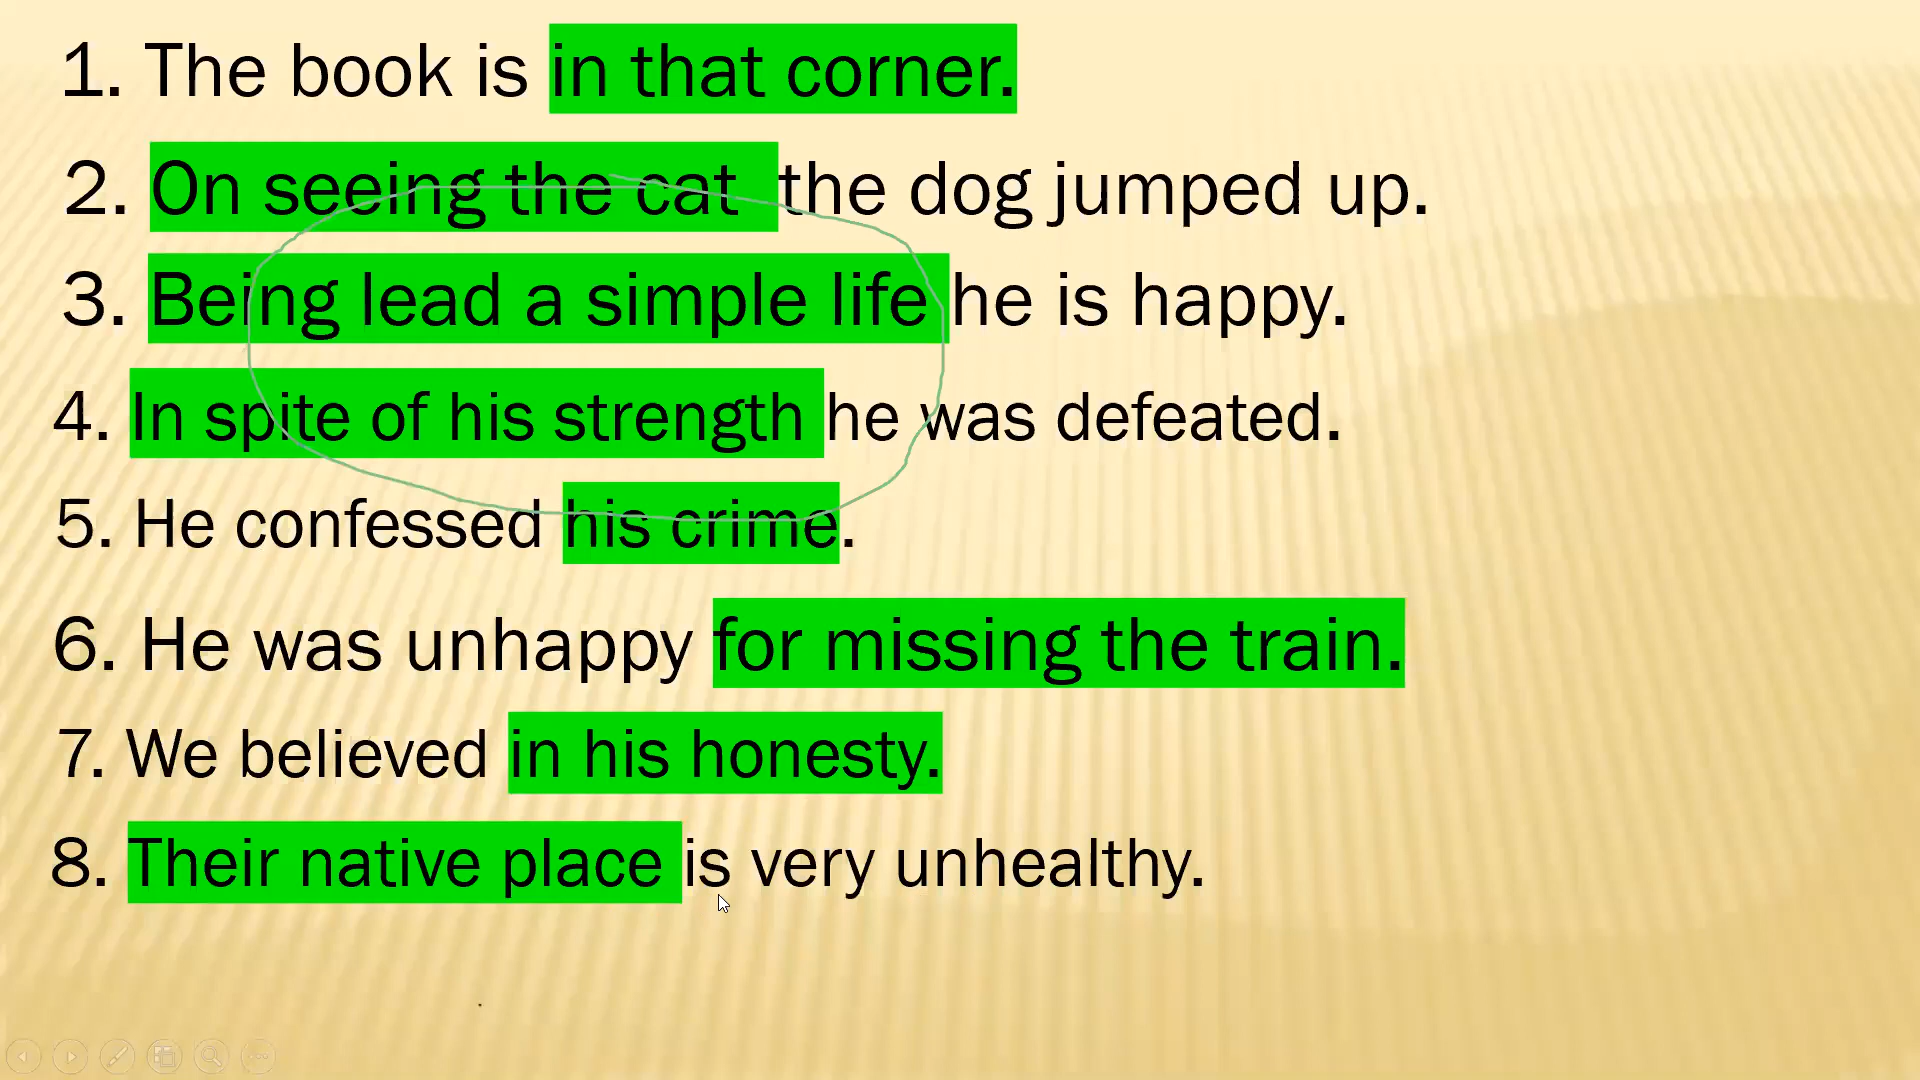 1. The book is in that corner.
2. On seeing the cat the dog jumped up.
3. Being lead a simple life he is happy.
4. In spite of his strength he was defeated.
5. He confessed his crime.
6. He was unhappy for missing the train.
7. We believed in his honesty.
8. Their native place is very unhealthy.